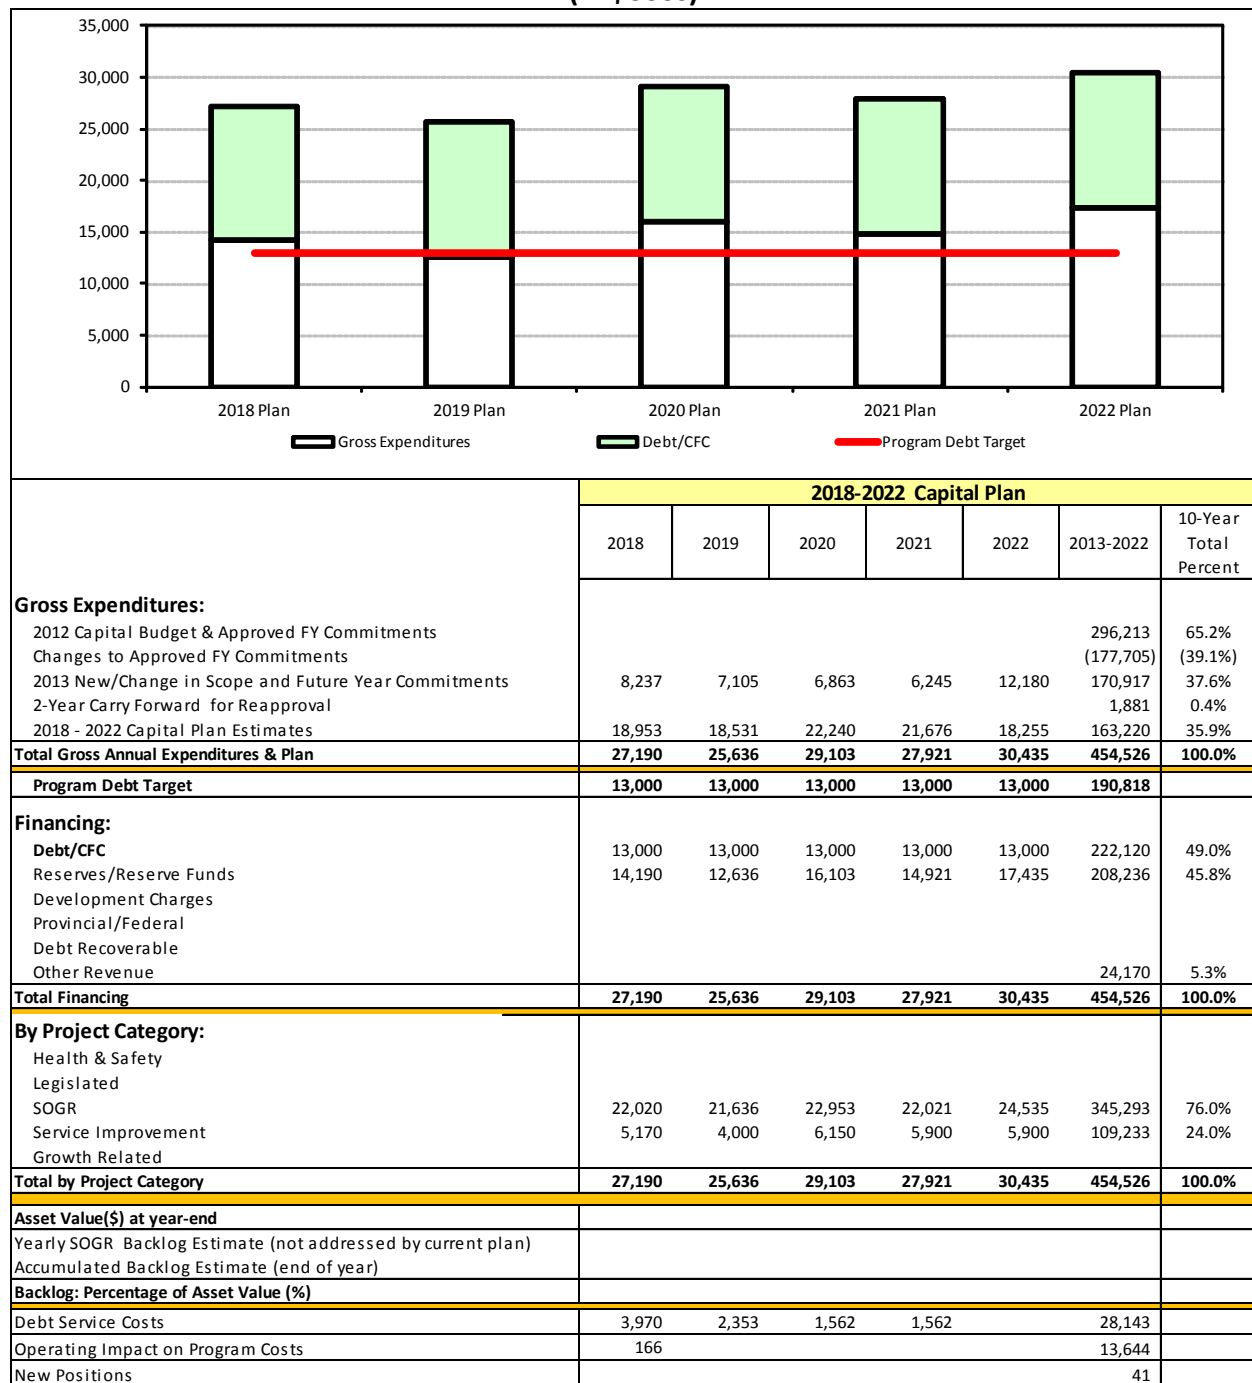 35,000
30,000
25,000
20,000
15,000
10,000
5,000
0
2018 Plan 2019 Plan 2020 Plan 2021 Plan 2022 Plan
Gross Expenditures Debt/CFC Program Debt Target
2018-2022 Capital Plan
2018 2019 2020 2021 2022 2013-2022 10-Year Total Percent
Gross Expenditures:
2012 Capital Budget & Approved FY Commitments 296,213 65.2%
Changes to Approved FY Commitments (177,705) (39.1%)
2013 New/Change in Scope and Future Year Commitments 8,237 7,105 6,863 6,245 12,180 170,917 37.6%
2-Year Carry Forward for Reapproval 1,881 0.4%
2018 - 2022 Capital Plan Estimates 18,953 18,531 22,240 21,676 18,255 163,220 35.9%
Total Gross Annual Expenditures & Plan 27,190 25,636 29,103 27,921 30,435 454,526 100.0%
Program Debt Target 13,000 13,000 13,000 13,000 13,000 190,818
Financing:
Debt/CFC 13,000 13,000 13,000 13,000 13,000 222,120 49.0%
Reserves/Reserve Funds 14,190 12,636 16,103 14,921 17,435 208,236 45.8%
Development Charges
Provincial/Federal
Debt Recoverable
Other Revenue 24,170 5.3%
Total Financing 27,190 25,636 29,103 27,921 30,435 454,526 100.0%
By Project Category:
Health & Safety
Legislated
SOGR 22,020 21,636 22,953 22,021 24,535 345,293 76.0%
Service Improvement 5,170 4,000 6,150 5,900 5,900 109,233 24.0%
Growth Related
Total by Project Category 27,190 25,636 29,103 27,921 30,435 454,526 100.0%
Asset Value($) at year-end
Yearly SOGR Backlog Estimate (not addressed by current plan)
Accumulated Backlog Estimate (end of year)
Backlog: Percentage of Asset Value (%)
Debt Service Costs 3,970 2,353 1,562 1,562 28,143
Operating Impact on Program Costs 166 13,644
New Positions 41